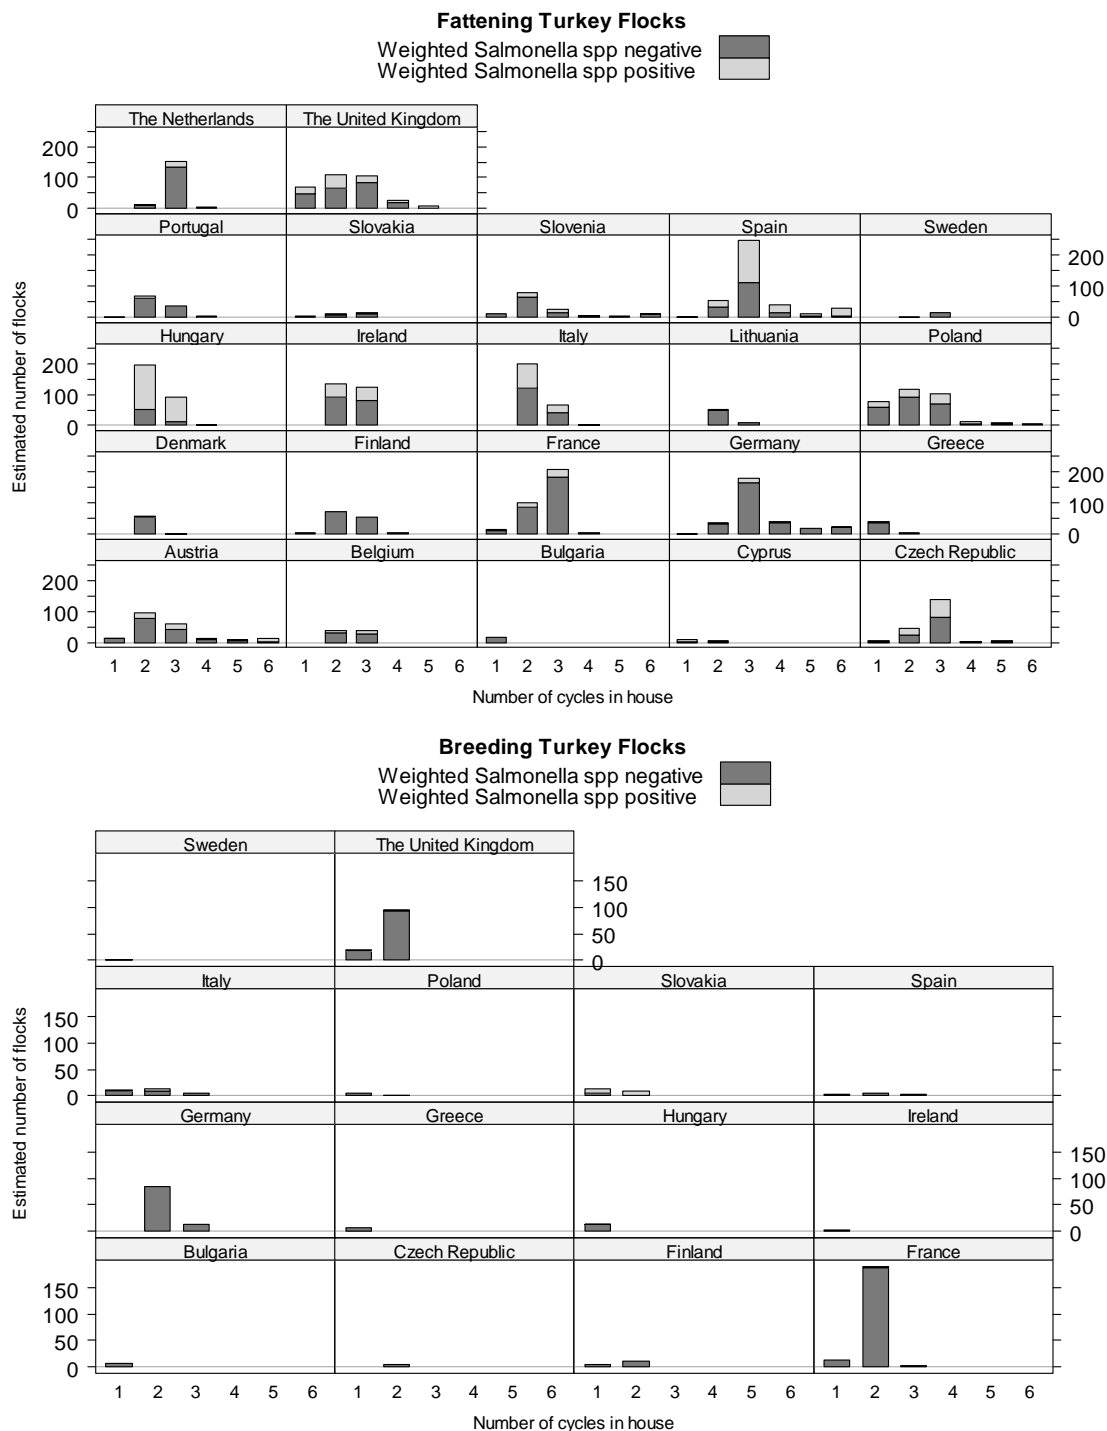 Fattening Turkey Flocks
Weighted Salmonella spp negative
Weighted Salmonella spp positive
The Netherlands The United Kingdom
200
100
0
Portugal Slovakia Slovenia Spain Sweden
200
100
0
Hungary Ireland Italy Lithuania Poland
200
100
0
Denmark Finland France Germany Greece
200
100
0
Austria Belgium Bulgaria Cyprus Czech Republic
200
100
0
1 2 3 4 5 6 1 2 3 4 5 6 1 2 3 4 5 6 1 2 3 4 5 6 1 2 3 4 5 6
Number of cycles in house
Estimated number of flocks
Breeding Turkey Flocks
Weighted Salmonella spp negative
Weighted Salmonella spp positive
Sweden The United Kingdom
150
100
50
0
Italy Poland Slovakia Spain
150
100
50
0
Germany Greece Hungary Ireland
150
100
50
0
Bulgaria Czech Republic Finland France
150
100
50
0
1 2 3 4 5 6 1 2 3 4 5 6 1 2 3 4 5 6 1 2 3 4 5 6
Number of cycles in house
Estimated number of flocks